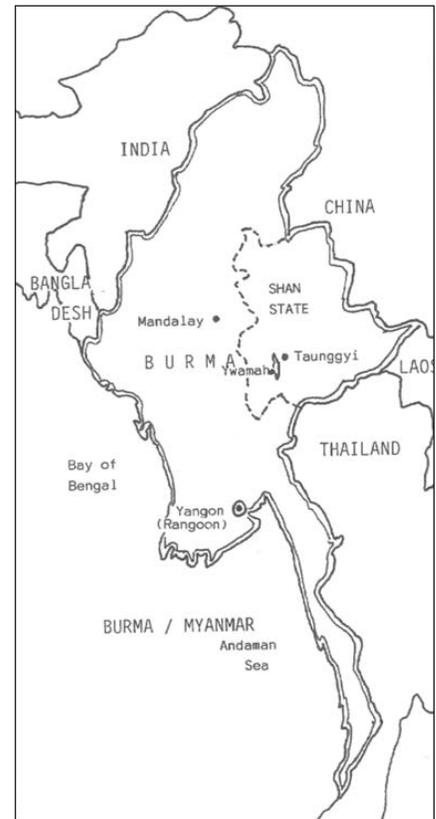 INDIA
CHINA
BANGLA
DESH
SHAN
STATE
Mandalay
Taunggyi
BURMA
Ywamah
LAOS
THAILAND
Bay of
Bengal
Yangon
(Rangoon)
BURMA / MYANMAR
Andaman
Sea